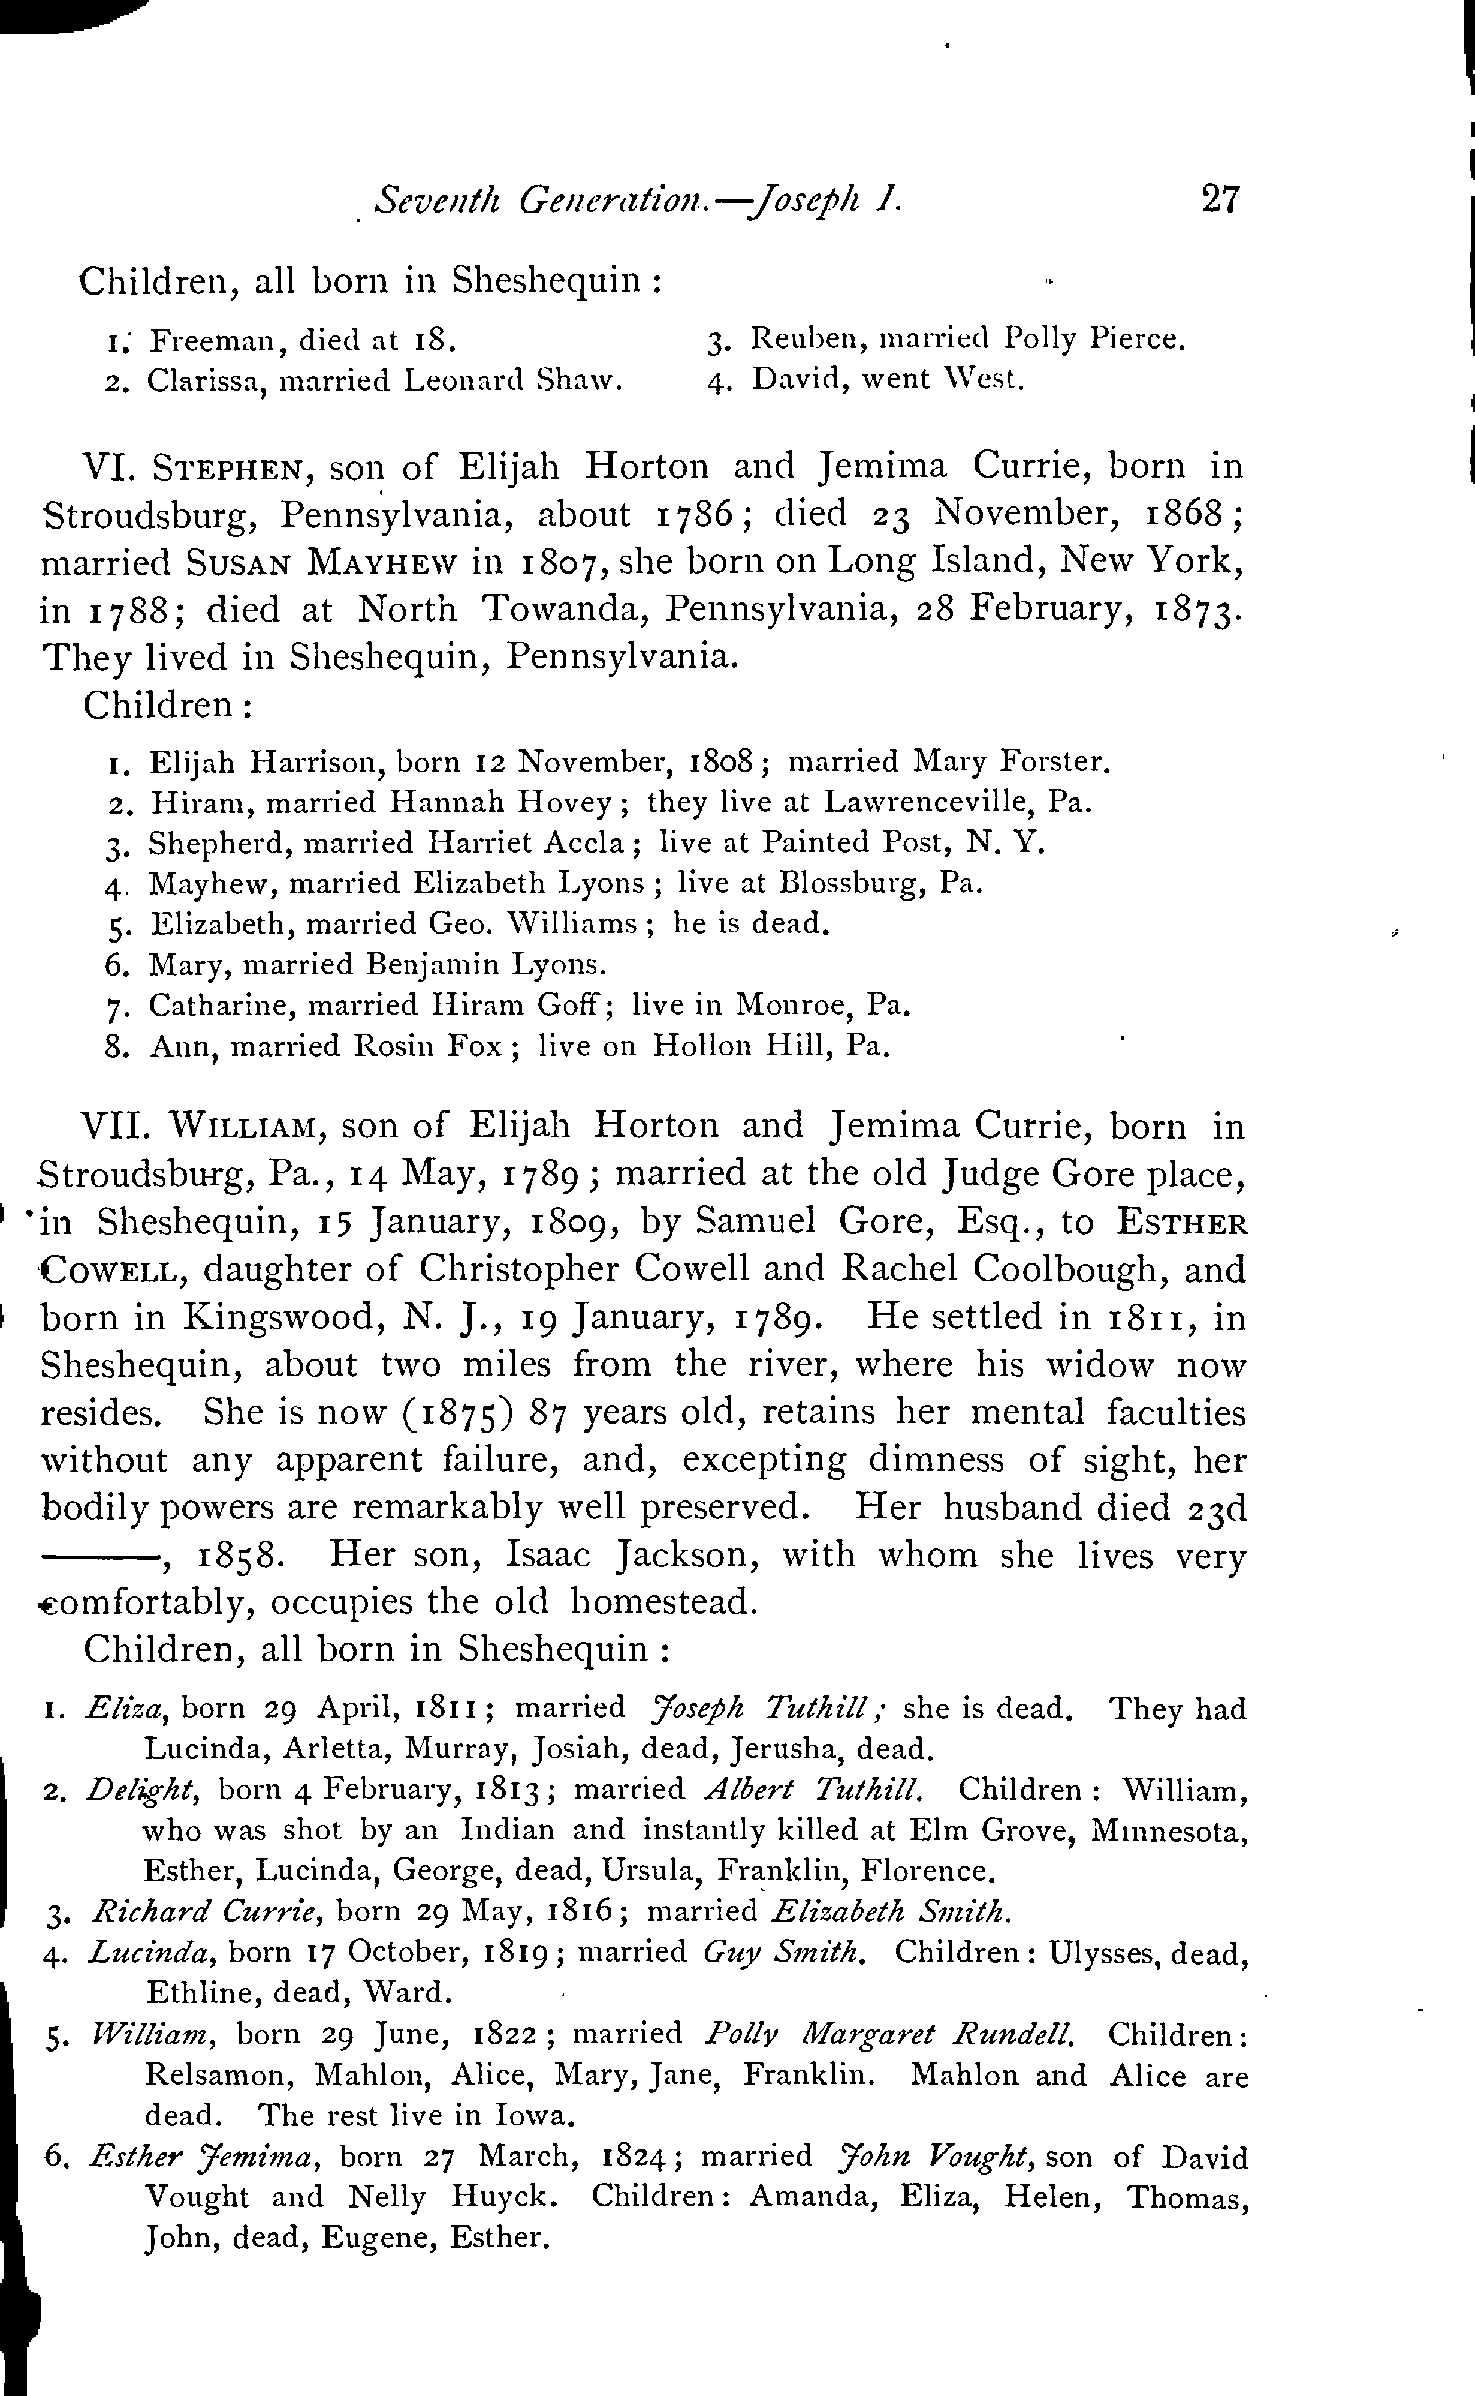 Seventh Generation.—Joseph I. 27
Children, all born in Sheshequin :
1. Freeman, died at 18.
2. Clarissa, married Leonard Shaw.
3. Reuben, married Polly Pierce.
4. David, went West.
VI. STEPHEN, son of Elijah Horton and Jemima Currie, born in
Stroudsburg, Pennsylvania, about 1786 ; died 23 November, 1868 ;
married SUSAN MAYHEW in 1807, she born on Long Island, New York,
in 1788 ; died at North Towanda, Pennsylvania, 28 February, 1873.
They lived in Sheshequin, Pennsylvania.
Children :
1. Elijah Harrison, born 12 November, 1808 ; married Mary Forster.
2. Hiram, married Hannah Hovey ; they live at Lawrenceville, Pa.
3. Shepherd, married Harriet Accla ; live at Painted Post, N. Y.
4. Mayhew, married Elizabeth Lyons ; live at Blossburg, Pa.
5. Elizabeth, married Geo. Williams ; he is dead.
6. Mary, married Benjamin Lyons.
7. Catharine, married Hiram Goff ; live in Monroe, Pa.
8. Ann, married Rosin Fox ; live on Hollon Hill, Pa.
VII. WILLIAM, son of Elijah Horton and Jemima Currie, born in
Stroudsburg, Pa., 14 May, 1789 ; married at the old Judge Gore place,
in Sheshequin, 15 January, 1809, by Samuel Gore, Esq., to ESTHER
COWELL, daughter of Christopher Cowell and Rachel Coolbough, and
born in Kingswood, N. J., 19 January, 1789. He settled in 1811, in
Sheshequin, about two miles from the river, where his widow now
resides. She is now (1875) 87 years old, retains her mental faculties
without any apparent failure, and, excepting dimness of sight, her
bodily powers are remarkably well preserved. Her husband died 23d
———, 1858. Her son, Isaac Jackson, with whom she lives very
comfortably, occupies the old homestead.
Children, all born in Sheshequin :
1. Eliza, born 29 April, 1811 ; married Joseph Tuthill ; she is dead. They had
Lucinda, Arletta, Murray, Josiah, dead, Jerusha, dead.
2. Delight, born 4 February, 1813 ; married Albert Tuthill. Children : William,
who was shot by an Indian and instantly killed at Elm Grove, Minnesota,
Esther, Lucinda, George, dead, Ursula, Franklin, Florence.
3. Richard Currie, born 29 May, 1816 ; married Elizabeth Smith.
4. Lucinda, born 17 October, 1819 ; married Guy Smith. Children : Ulysses, dead,
Ethline, dead, Ward.
5. William, born 29 June, 1822 ; married Polly Margaret Rundell. Children :
Relsamon, Mahlon, Alice, Mary, Jane, Franklin. Mahlon and Alice are
dead. The rest live in Iowa.
6. Esther Jemima, born 27 March, 1824 ; married John Vought, son of David
Vought and Nelly Huyck. Children : Amanda, Eliza, Helen, Thomas,
John, dead, Eugene, Esther.